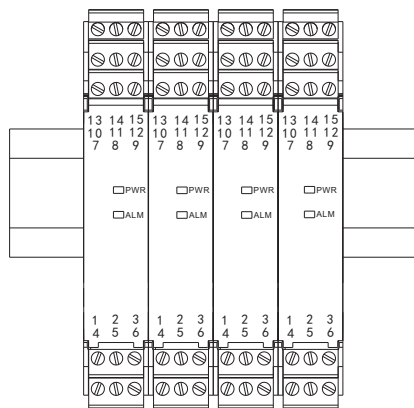 13 14 15 13 14 15 13 14 15 13 14 15
10 11 12 10 11 12 10 11 12 10 11 12
7 8 9 7 8 9 7 8 9 7 8 9
PWR PWR PWR PWR
ALM ALM ALM ALM
1 2 3 1 2 3 1 2 3 1 2 3
4 5 6 4 5 6 4 5 6 4 5 6